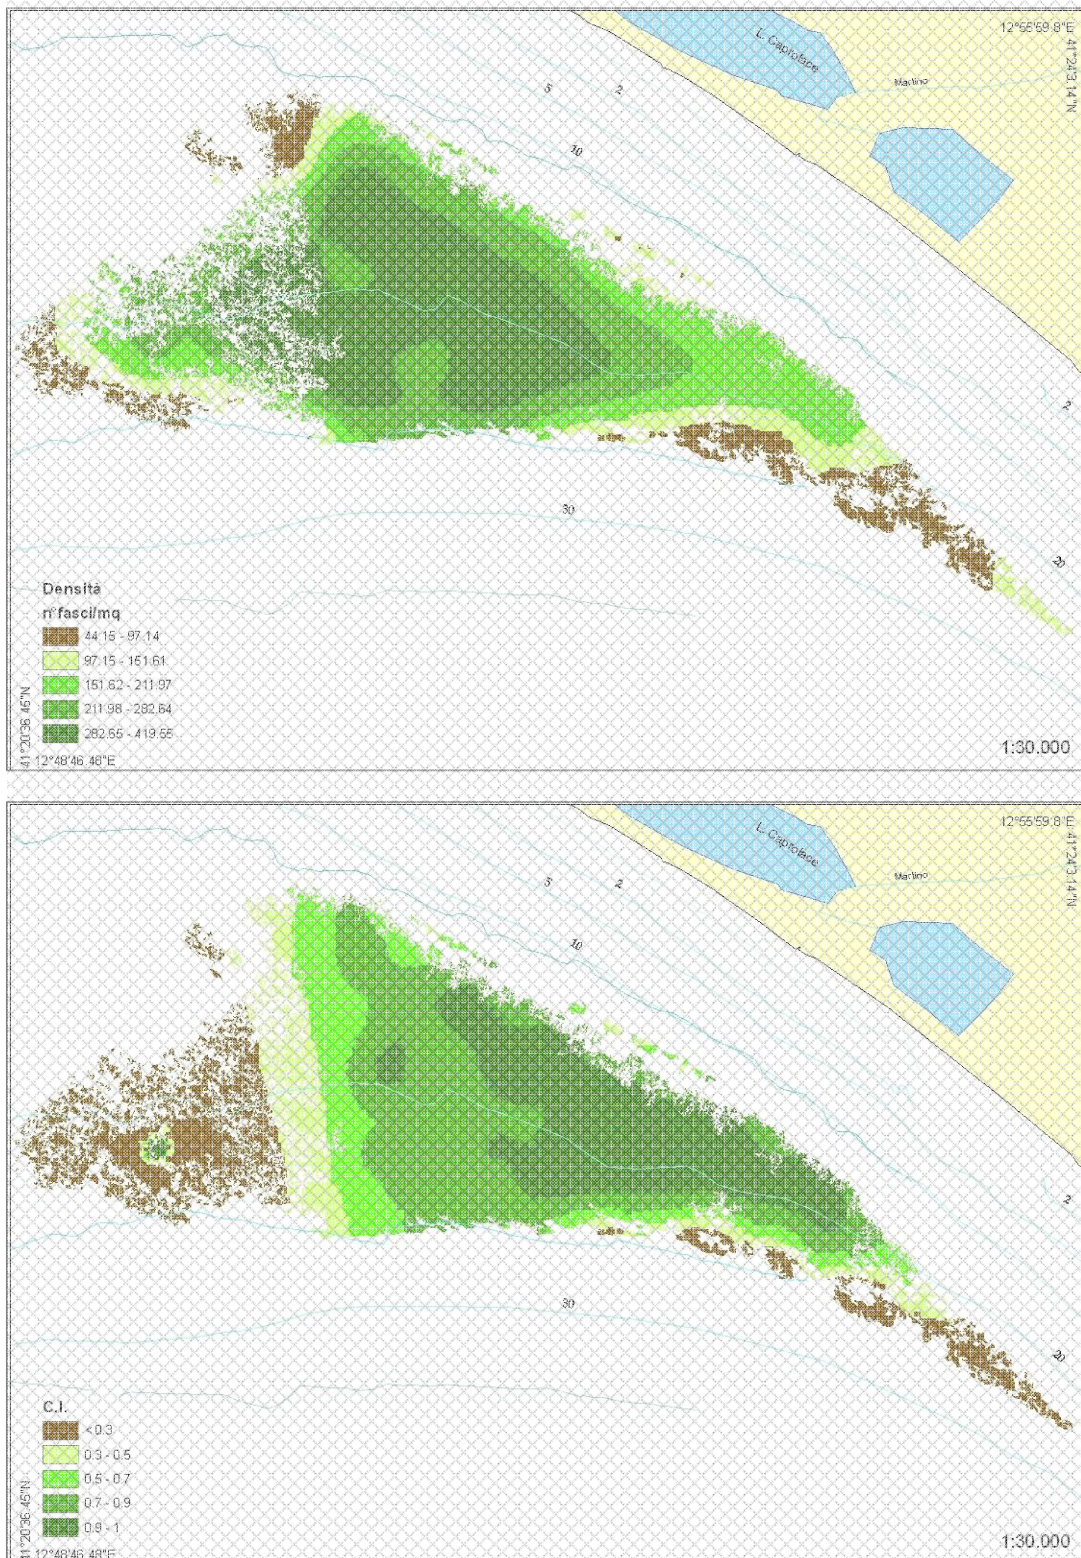 12°55'59.8"E
41°24'3.14"N
L. Caprolace
Martino
5
2
10
2
30
20
Densità
n°fasci/mq
44.15 - 97.14
97.15 - 151.61
151.62 - 211.97
211.98 - 282.64
282.65 - 419.55
41°20'36.45"N
12°48'46.48"E
1:30.000
12°55'59.8"E
41°24'3.14"N
L. Caprolace
Martino
5
2
10
2
30
20
C.I.
< 0.3
0.3 - 0.5
0.5 - 0.7
0.7 - 0.9
0.9 - 1
41°20'36.45"N
12°48'46.48"E
1:30.000